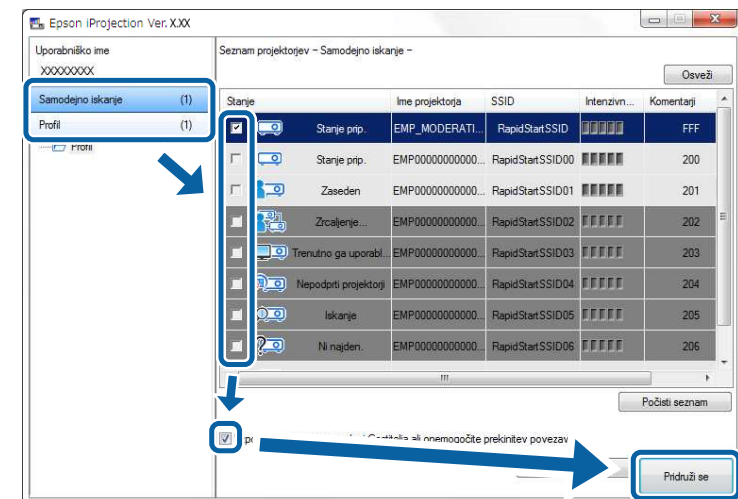 Epson iProjection Ver. X.XX
Uporabniško ime
XXXXXXXX
Samodejno iskanje (1)
Profil (1)
Profil
Seznam projektorjev - Samodejno iskanje -
Osveži
Stanje Ime projektorja SSID Intenzivn... Komentarji
Stanje prip. EMP_MODERATI... RapidStartSSID FFF
Stanje prip. EMP00000000000... RapidStartSSID00 200
Zaseden EMP00000000000... RapidStartSSID01 201
Zrcaljenje... EMP00000000000... RapidStartSSID02 202
Trenutno ga uporabl... EMP00000000000... RapidStartSSID03 203
Nepodprti projektorji EMP00000000000... RapidStartSSID04 204
Iskanje EMP00000000000... RapidStartSSID05 205
Ni najden. EMP00000000000... RapidStartSSID06 206
Počisti seznam
ali onemogočite prekinitev povezav
Pridruži se